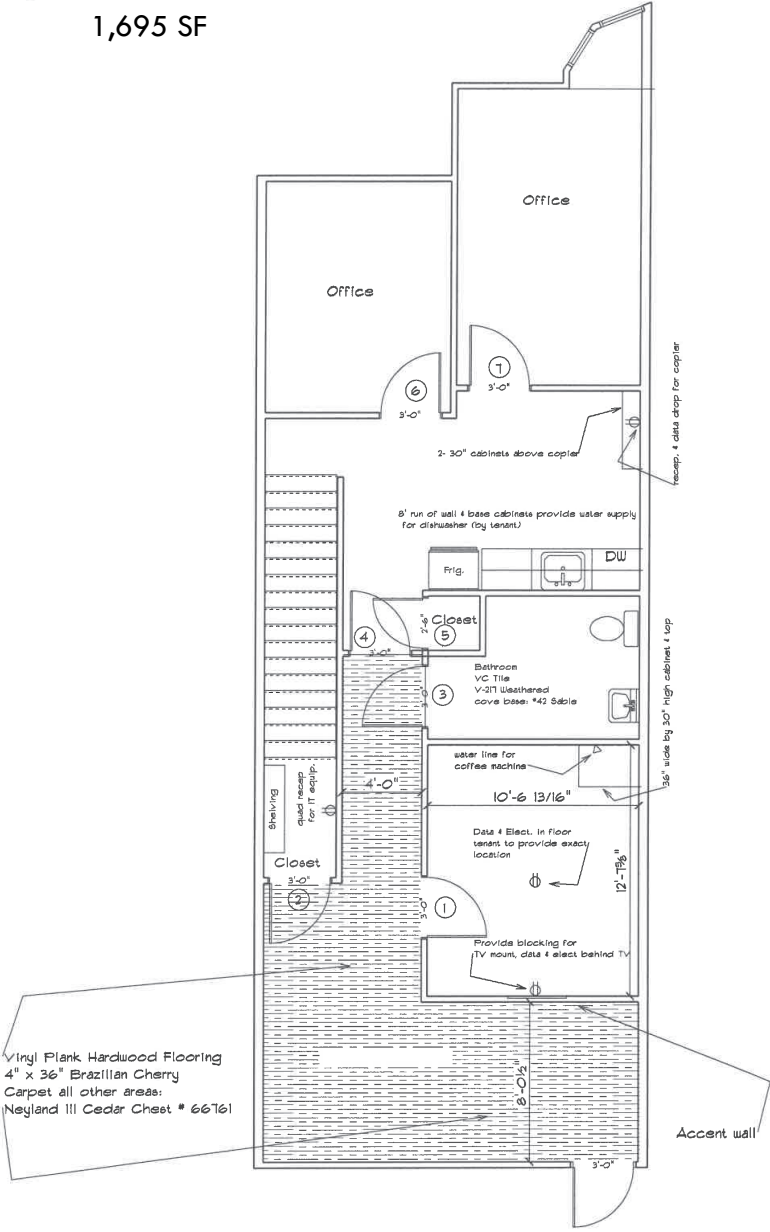 1,695 SF
Office
Office
7
3'-0"
6
3'-0"
recep. & data drop for copier
2- 30" cabinets above copier
8' run of wall & base cabinets provide water supply
for dishwasher (by tenant)
DW
Frig.
Closet
2'-6"
5
4
3'-0"
Bathroom
VC Tile
V-217 Weathered
cove base: #42 Sable
3
3'-0"
36" wide by 30" high cabinet & top
water line for
coffee machine
4'-0"
10'-6 13/16"
Shelving
quad recep
for IT equip.
Data & Elect. in floor
tenant to provide exact
location
Closet
3'-0"
2
3'-0"
1
Provide blocking for
TV mount, data & elect behind TV
Vinyl Plank Hardwood Flooring
4" x 36" Brazilian Cherry
Carpet all other areas:
Neyland III Cedar Chest # 66761
8'-0½"
Accent wall
3'-0"